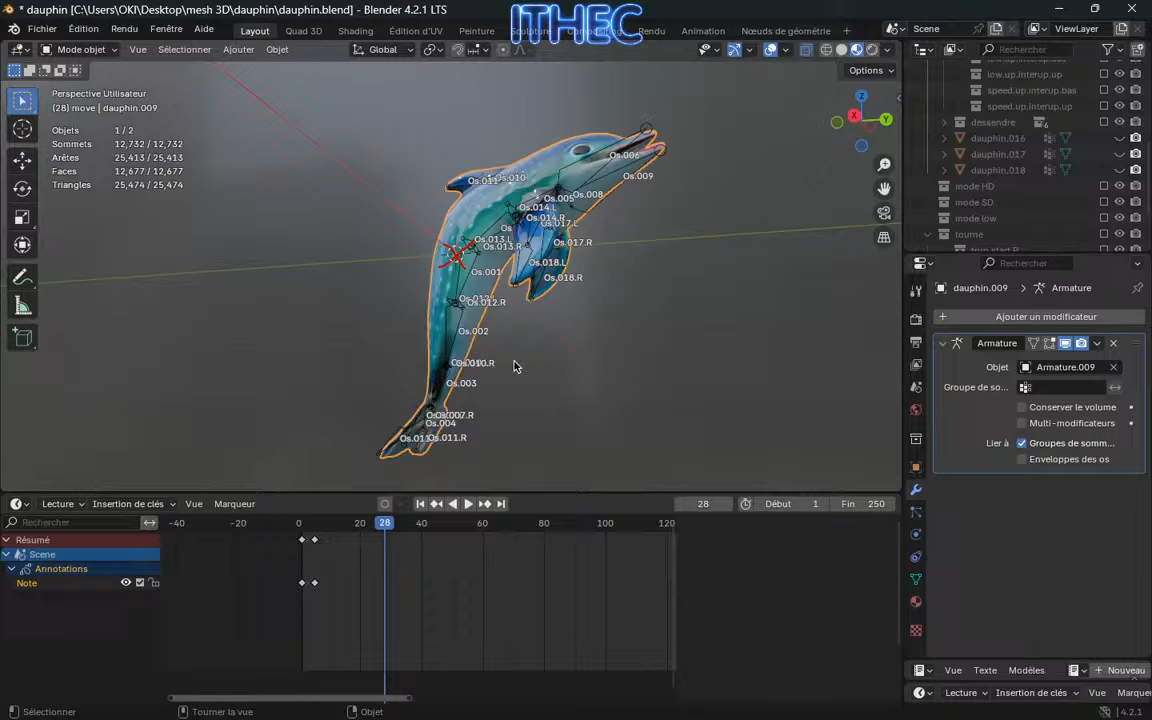 * dauphin [C:\Users\OKI\Desktop\mesh 3D\dauphin\dauphin.blend] - Blender 4.2.1 LTS
ITHEC
Fichier Édition Rendu Fenêtre Aide Layout UV Shading Édition d'UV Peinture Rendu Animation Nœuds de géométrie + Scene ViewLayer
Mode objet Vue Sélectionner Ajouter Objet Global Rechercher
Options
Perspective Utilisateur
(28) move | dauphin.009
Objets 1 / 2
Sommets 12,732 / 12,732
Arêtes 25,413 / 25,413
Faces 12,677 / 12,677
Triangles 25,474 / 25,474
Z
X
Y
Os.006
Os.009
Os.010
Os.008
Os.005
Os.014.L
Os.014.R
Os.017.R
Os.013.L
Os.013.R
Os.018.L
Os.001
Os.018.R
Os.012.R
Os.002
Os.003
Os.004
Os.011.R
low.up.interup.up
speed.up.interup.bas
speed.up.interup.up
dessendre 6
dauphin.016
dauphin.017
dauphin.018
mode HD
mode SD
mode low
tourne
Rechercher
dauphin.009 > Armature
+ Ajouter un modificateur
Armature
Objet Armature.009
Groupe de so...
Conserver le volume
Multi-modificateurs
Lier à Groupes de somm...
Enveloppes des os
Lecture Insertion de clés Vue Marqueur 28 Début 1 Fin 250
Rechercher -40 -20 0 20 28 40 60 80 100 120
Résumé
Scene
Annotations
Note
Vue Texte Modèles + Nouveau
Lecture Insertion de clés Vue Marque
Sélectionner Tourner la vue Objet 4.2.1